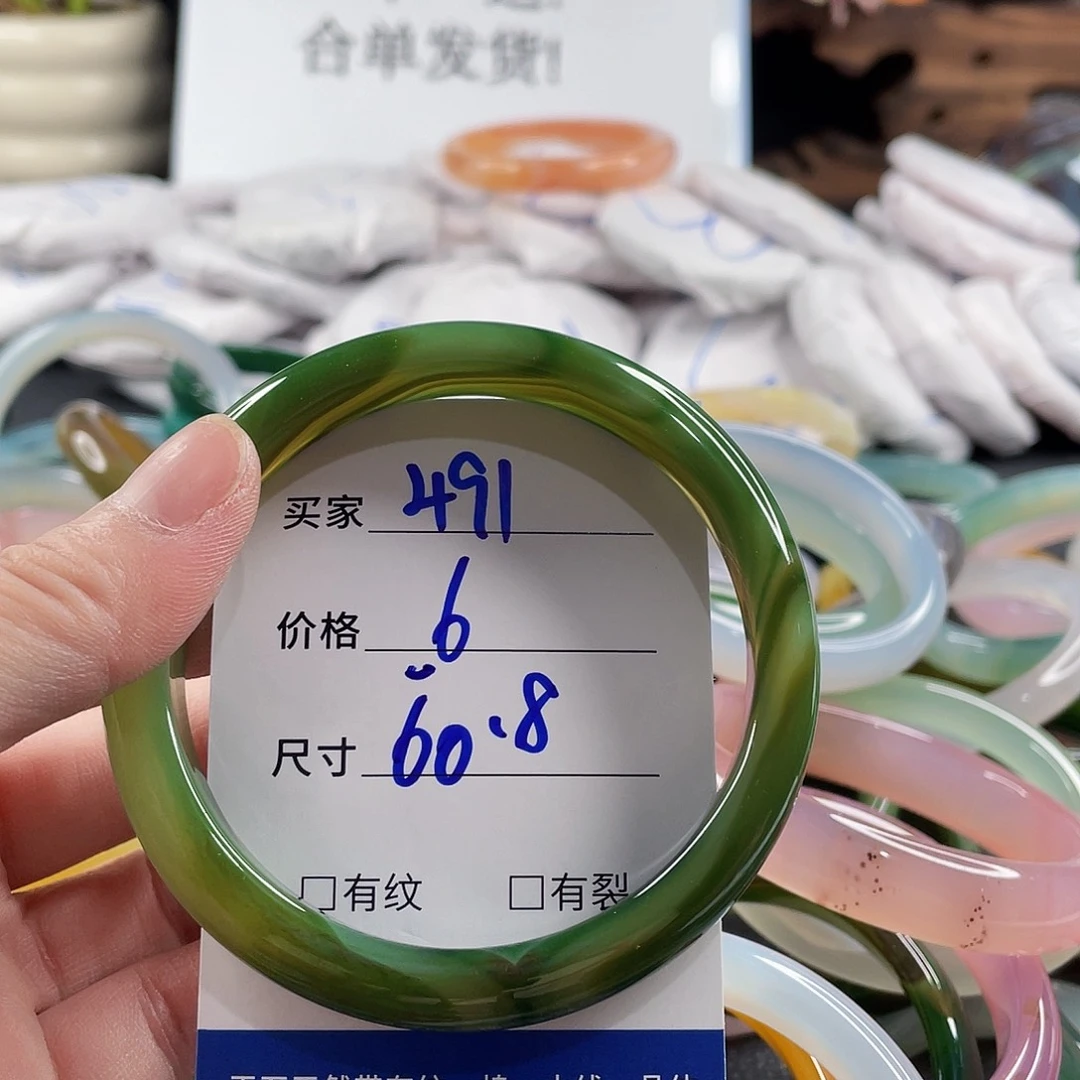 合单发货!
买家 491
价格 6
尺寸 60.8
□有纹 □有裂